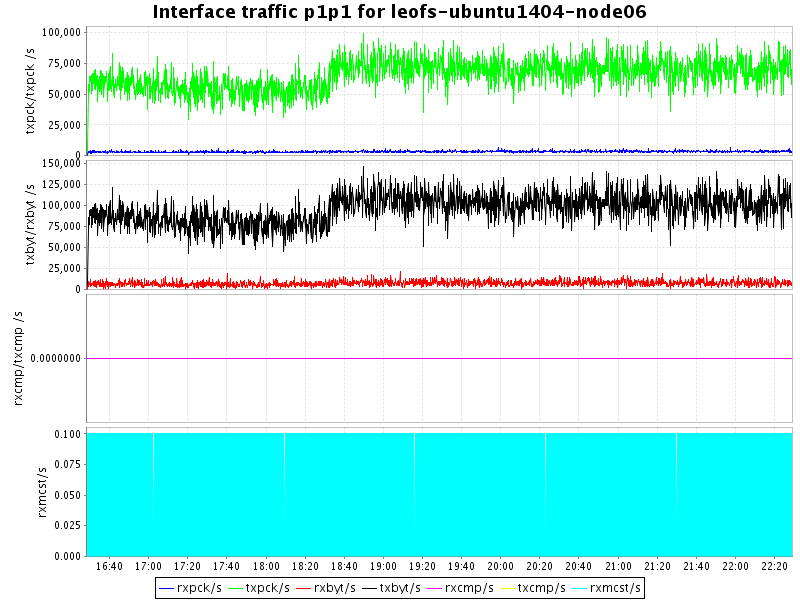 Interface traffic p1p1 for leofs-ubuntu1404-node06
txpck/txpck /s
100,000
75,000
50,000
25,000
0
txbyt/rxbyt /s
150,000
125,000
100,000
75,000
50,000
25,000
0
rxcmp/txcmp /s
0.0000000
rxmcst/s
0.100
0.075
0.050
0.025
0.000
16:40 17:00 17:20 17:40 18:00 18:20 18:40 19:00 19:20 19:40 20:00 20:20 20:40 21:00 21:20 21:40 22:00 22:20
rxpck/s txpck/s rxbyt/s txbyt/s rxcmp/s txcmp/s rxmcst/s